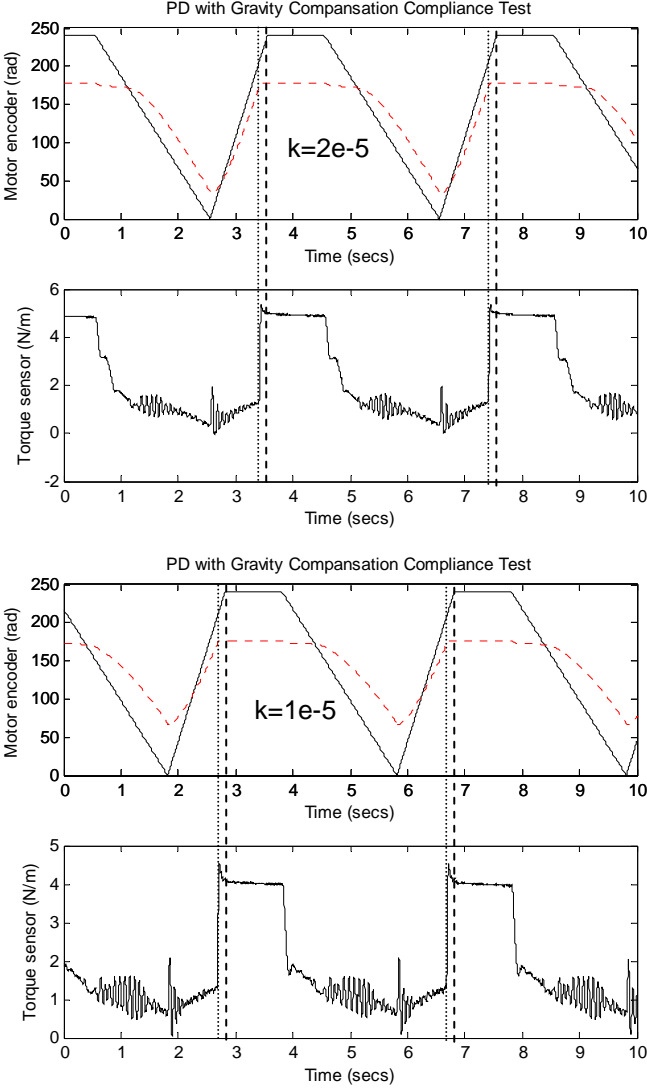 PD with Gravity Compansation Compliance Test
250
200
150
100
50
0
Motor encoder (rad)
k=2e-5
0 1 2 3 4 5 6 7 8 9 10
Time (secs)
6
4
2
0
-2
Torque sensor (N/m)
0 1 2 3 4 5 6 7 8 9 10
Time (secs)
PD with Gravity Compansation Compliance Test
250
200
150
100
50
0
Motor encoder (rad)
k=1e-5
0 1 2 3 4 5 6 7 8 9 10
Time (secs)
5
4
3
2
1
0
Torque sensor (N/m)
0 1 2 3 4 5 6 7 8 9 10
Time (secs)